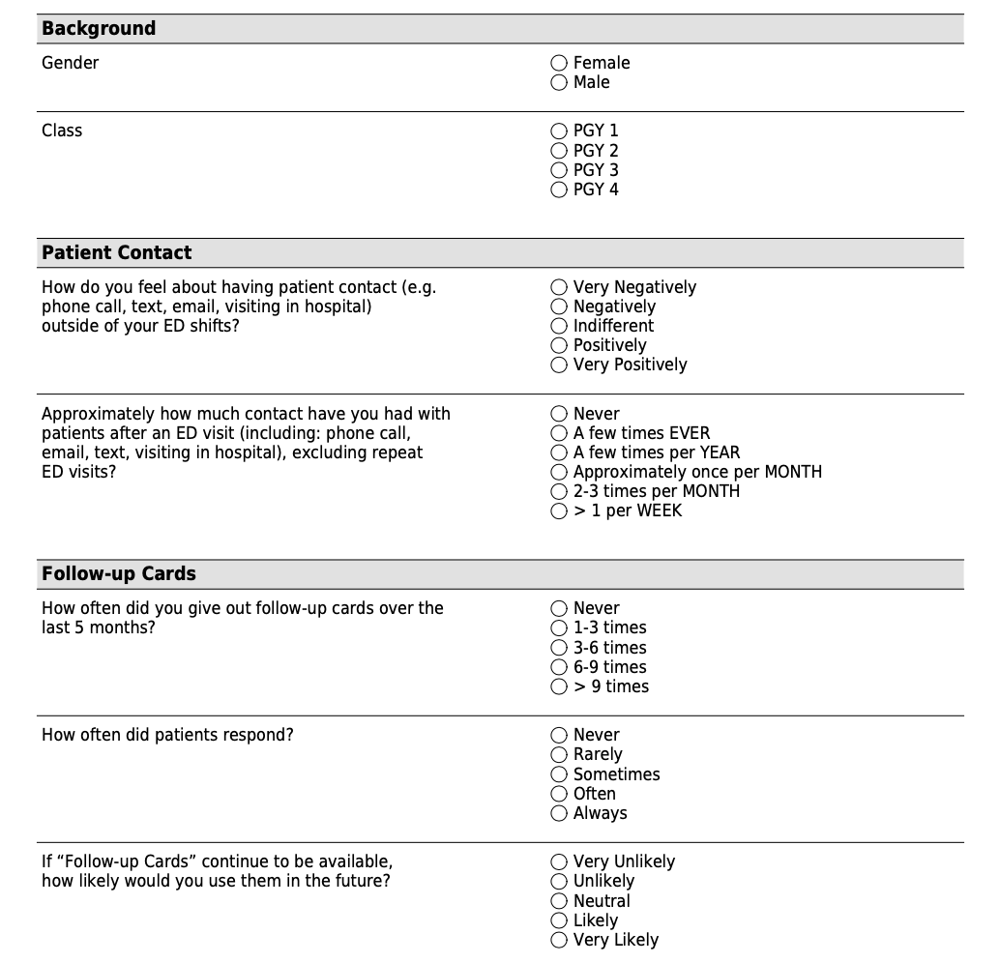 Background
Gender
Female
Male
Class
PGY 1
PGY 2
PGY 3
PGY 4
Patient Contact
How do you feel about having patient contact (e.g.
phone call, text, email, visiting in hospital)
outside of your ED shifts?
Very Negatively
Negatively
Indifferent
Positively
Very Positively
Approximately how much contact have you had with
patients after an ED visit (including: phone call,
email, text, visiting in hospital), excluding repeat
ED visits?
Never
A few times EVER
A few times per YEAR
Approximately once per MONTH
2-3 times per MONTH
> 1 per WEEK
Follow-up Cards
How often did you give out follow-up cards over the
last 5 months?
Never
1-3 times
3-6 times
6-9 times
> 9 times
How often did patients respond?
Never
Rarely
Sometimes
Often
Always
If “Follow-up Cards” continue to be available,
how likely would you use them in the future?
Very Unlikely
Unlikely
Neutral
Likely
Very Likely